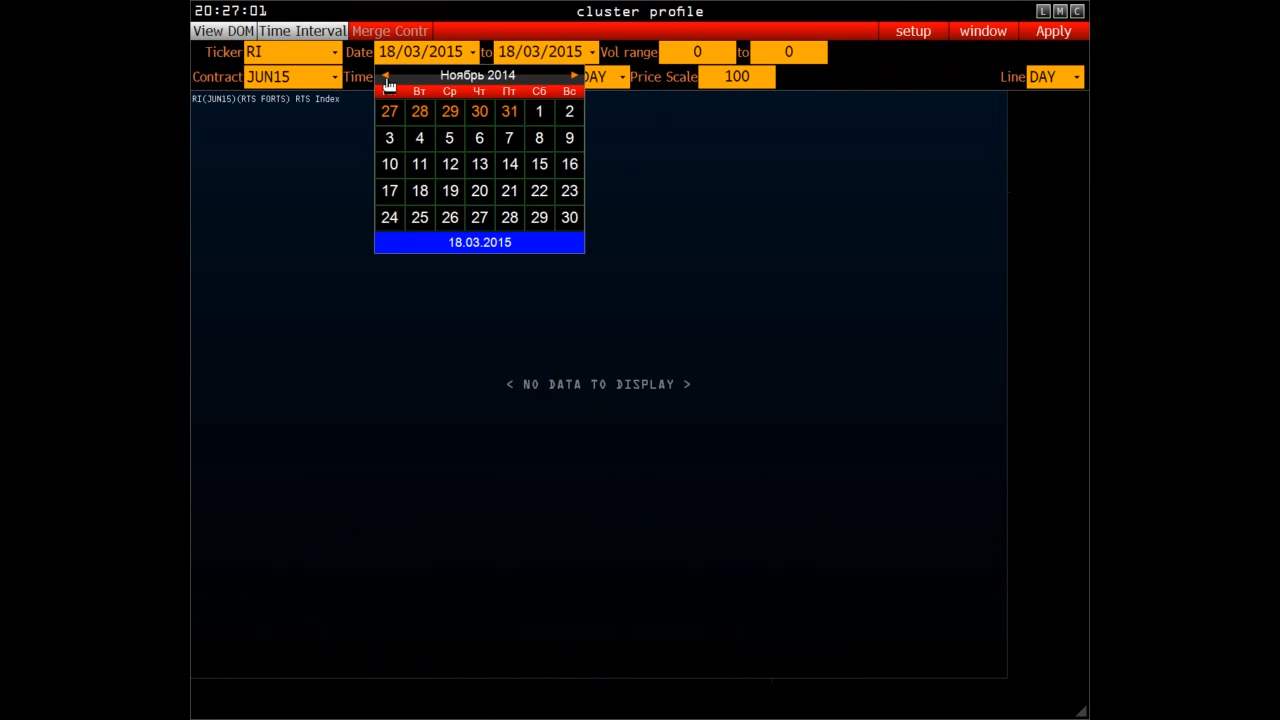 20:27:01 cluster profile L M C
View DOM Time Interval Merge Contr setup window Apply
Ticker RI Date 18/03/2015 to 18/03/2015 Vol range 0 to 0
Contract JUN15 Time DAY Price Scale 100 Line DAY
RI(JUN15)(RTS FORTS) RTS Index
Ноябрь 2014
Вт Ср Чт Пт Сб Вс
27 28 29 30 31 1 2
3 4 5 6 7 8 9
10 11 12 13 14 15 16
17 18 19 20 21 22 23
24 25 26 27 28 29 30
18.03.2015
< NO DATA TO DISPLAY >